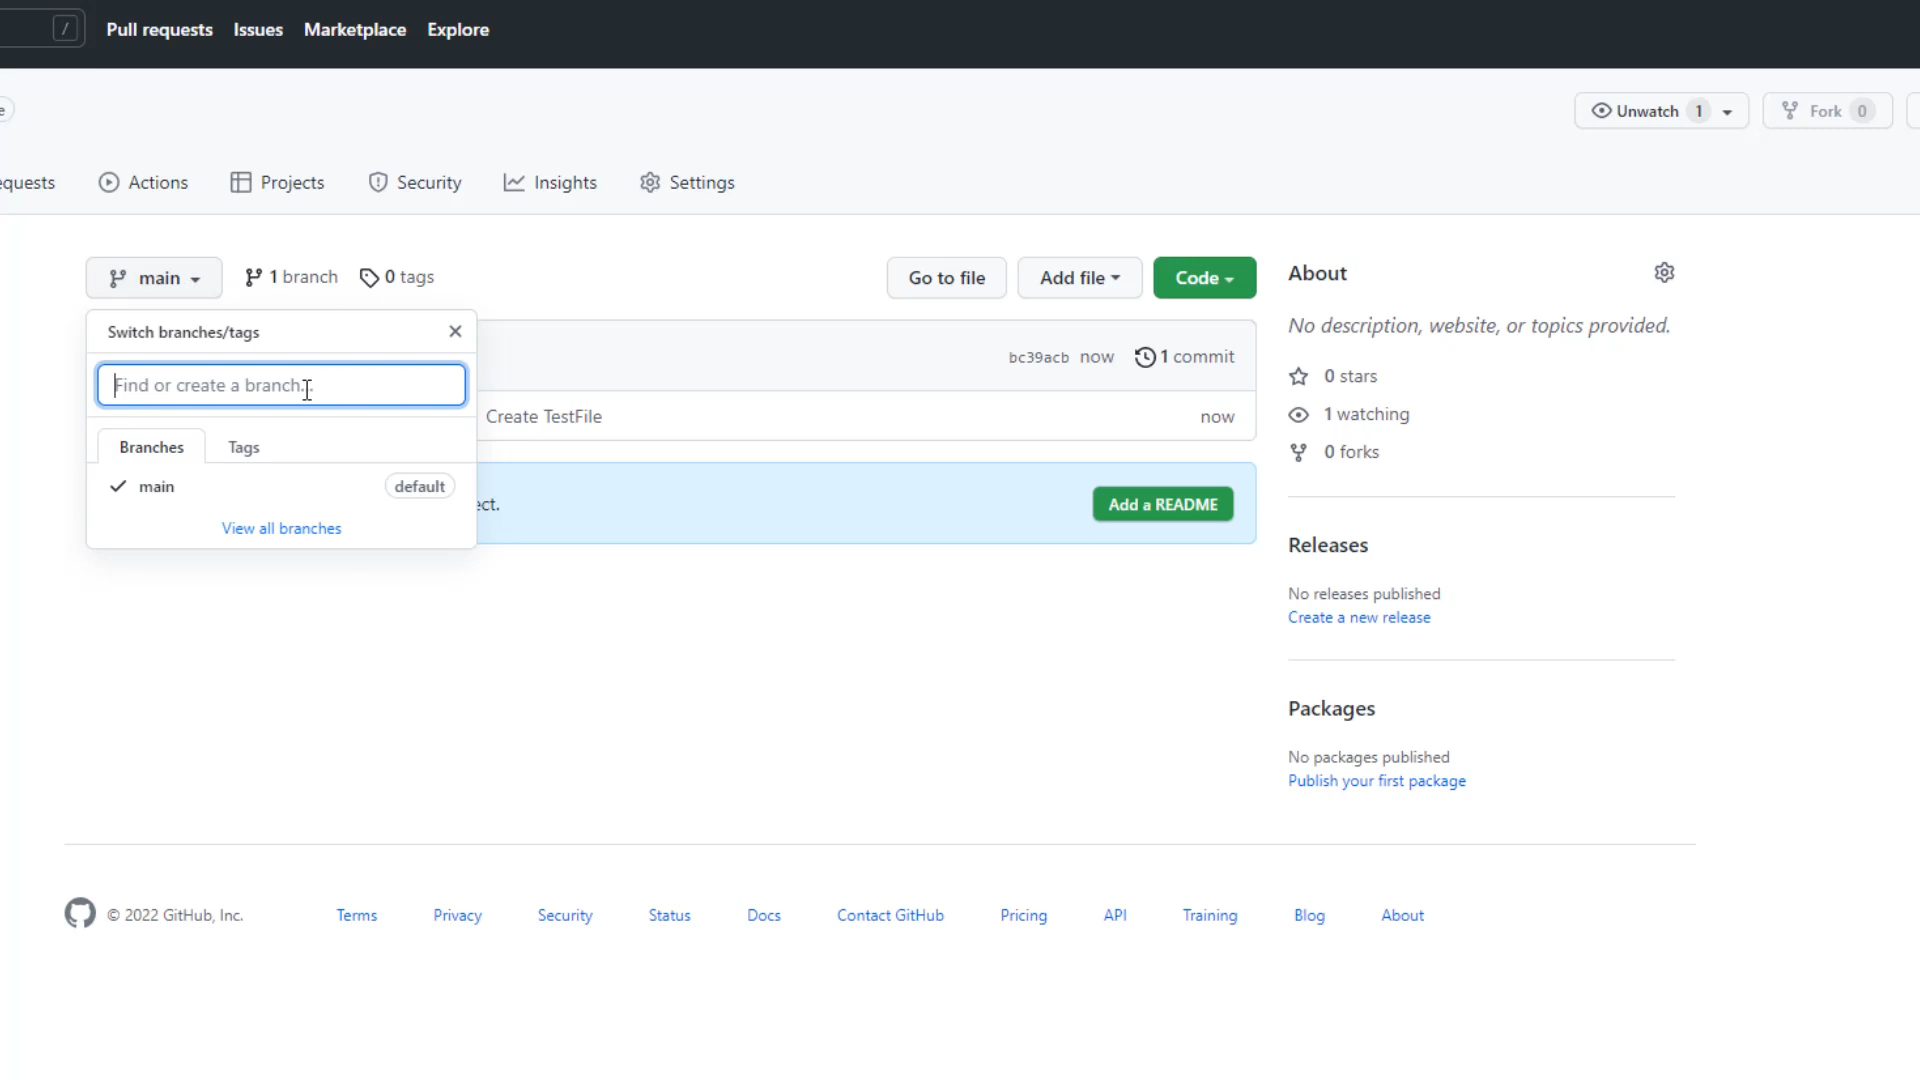 / Pull requests Issues Marketplace Explore
e
Unwatch 1 Fork 0
equests Actions Projects Security Insights Settings
main 1 branch 0 tags Go to file Add file Code
Switch branches/tags
Find or create a branch...
Branches Tags
main default
View all branches
bc39acb now 1 commit
Create TestFile now
ect. Add a README
About
No description, website, or topics provided.
0 stars
1 watching
0 forks
Releases
No releases published
Create a new release
Packages
No packages published
Publish your first package
© 2022 GitHub, Inc. Terms Privacy Security Status Docs Contact GitHub Pricing API Training Blog About